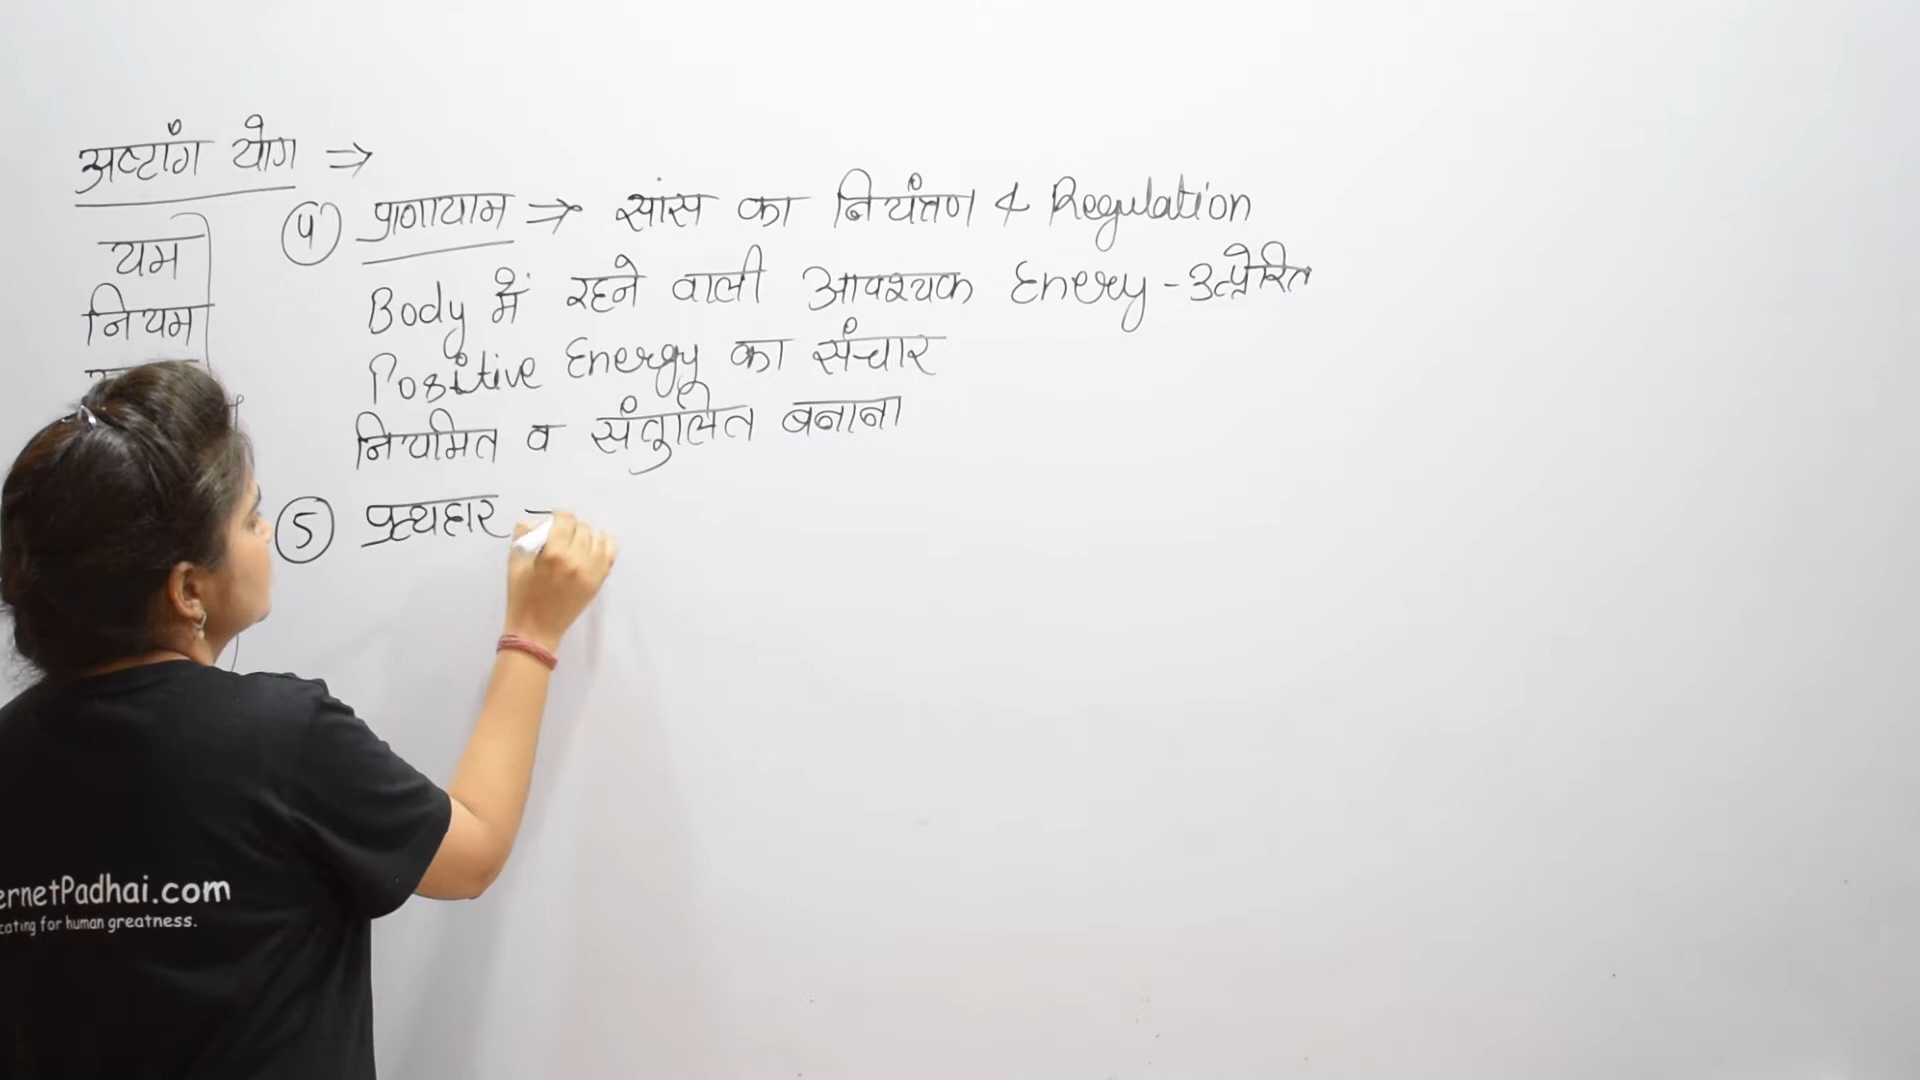 अष्टांग योग ⇒
यम
नियम
④ प्राणायाम ⇒ सांस का नियंत्रण & Regulation
Body में रहने वाली आवश्यक Energy - उत्प्रेरित
Positive Energy का संचार
नियमित व संतुलित बनाना
⑤ प्रत्यहार -
ernetPadhai.com
cating for human greatness.